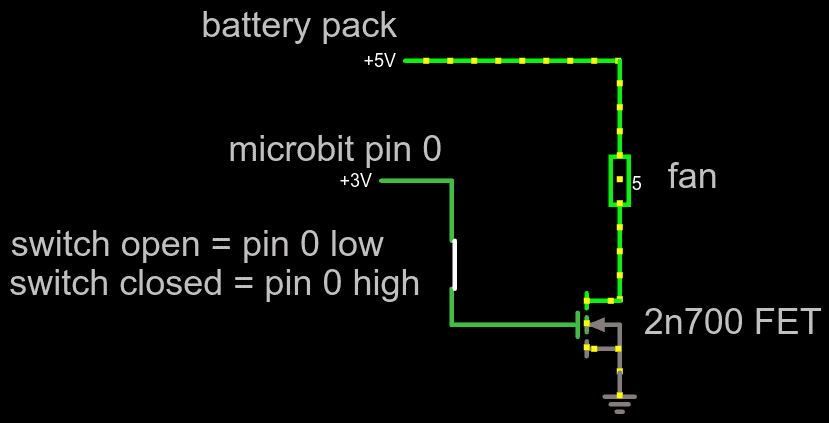 battery pack
+5V
microbit pin 0
+3V
5
fan
switch open = pin 0 low
switch closed = pin 0 high
2n700 FET